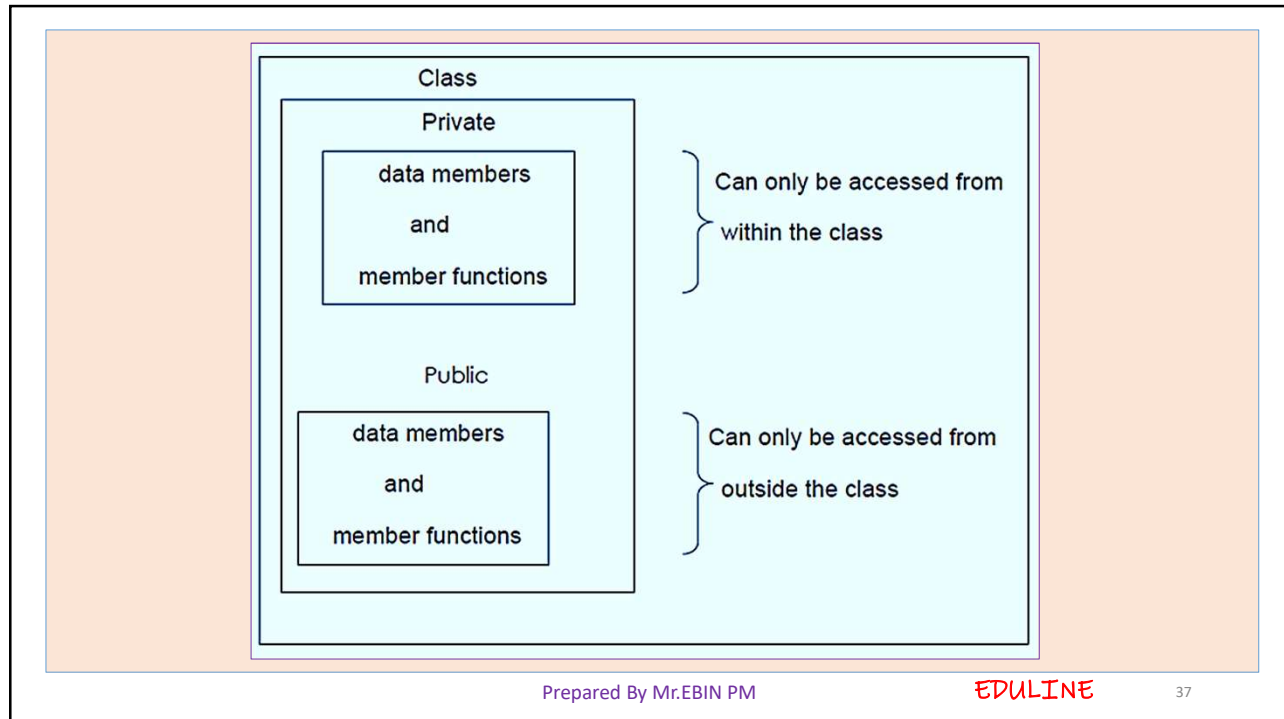 Class
Private
data members
and
member functions
Can only be accessed from
within the class
Public
data members
and
member functions
Can only be accessed from
outside the class
Prepared By Mr.EBIN PM
EDULINE
37